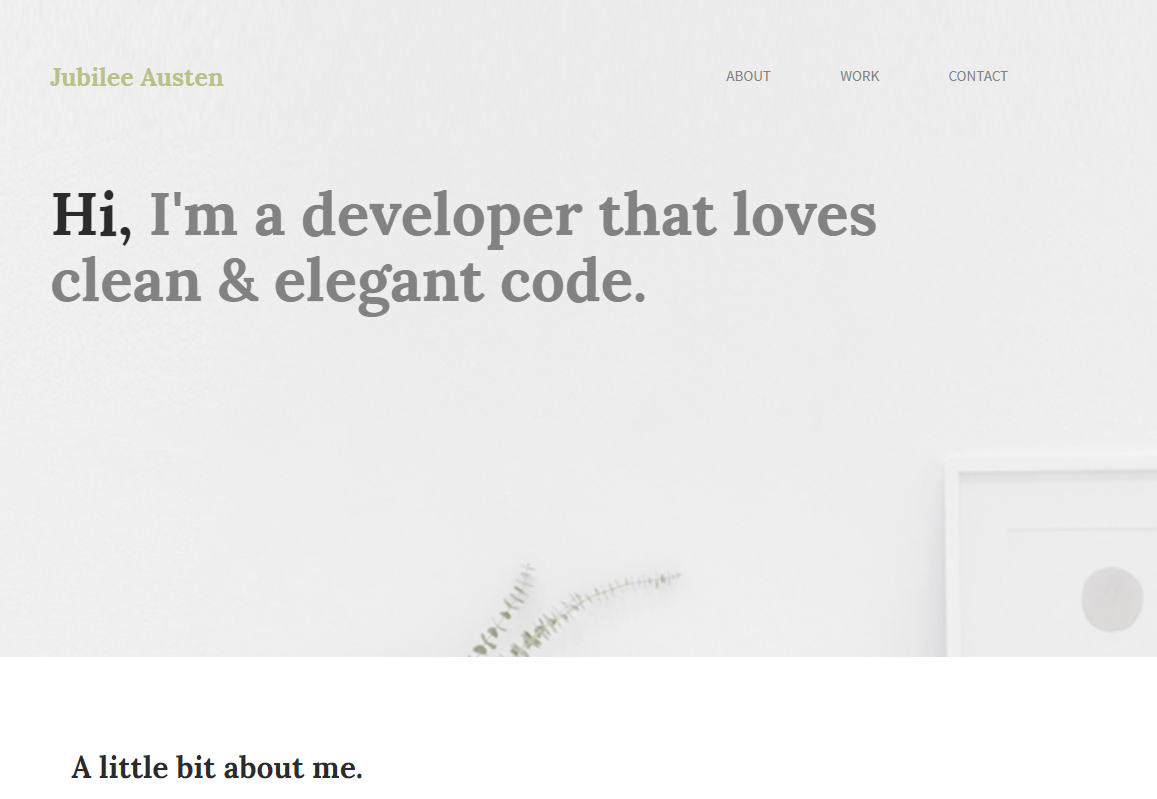 Jubilee Austen
ABOUT WORK CONTACT
Hi, I'm a developer that loves
clean & elegant code.
A little bit about me.